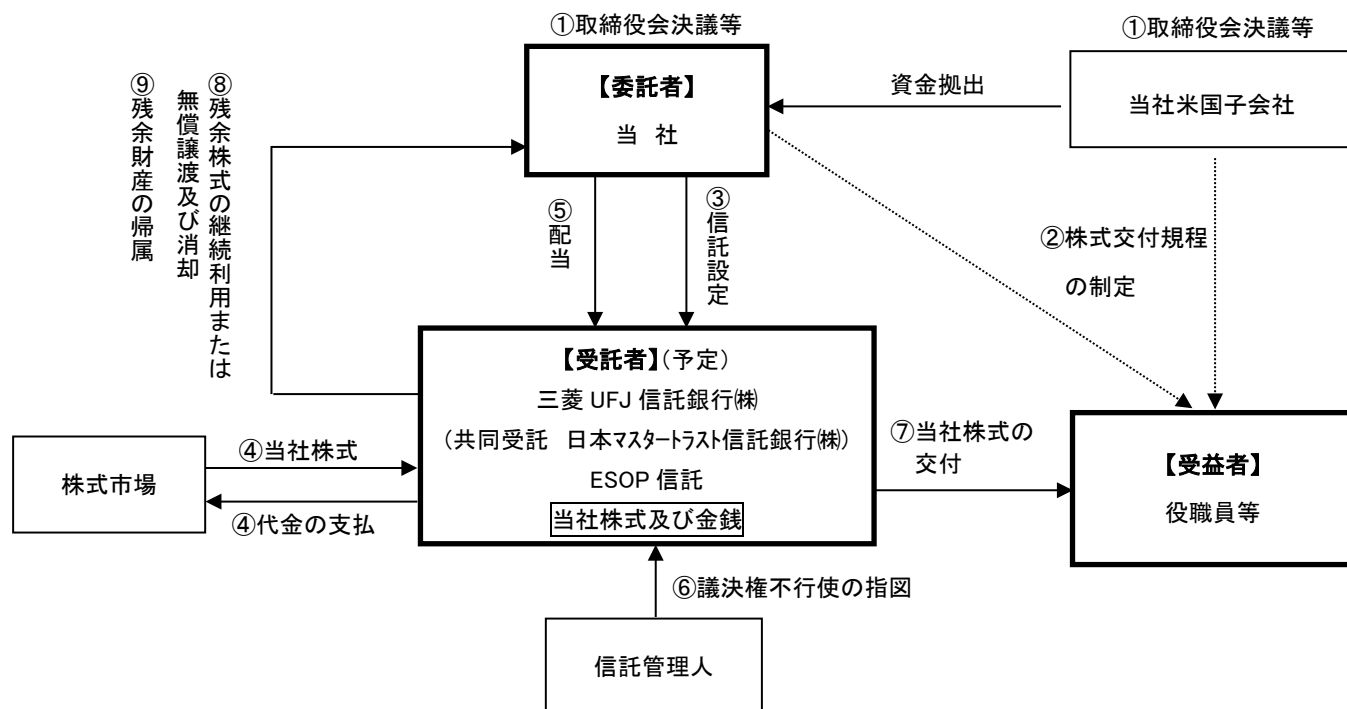 ①取締役会決議等
①取締役会決議等
【委託者】
当 社
資金拠出
当社米国子会社
⑧残余株式の継続利用または
無償譲渡及び消却
⑨残余財産の帰属
⑤配当
③信託設定
②株式交付規程
の制定
【受託者】(予定)
三菱 UFJ 信託銀行㈱
(共同受託 日本ﾏｽﾀｰﾄﾗｽﾄ信託銀行㈱)
ESOP 信託
当社株式及び金銭
株式市場
④当社株式
④代金の支払
⑦当社株式の
交付
【受益者】
役職員等
⑥議決権不行使の指図
信託管理人